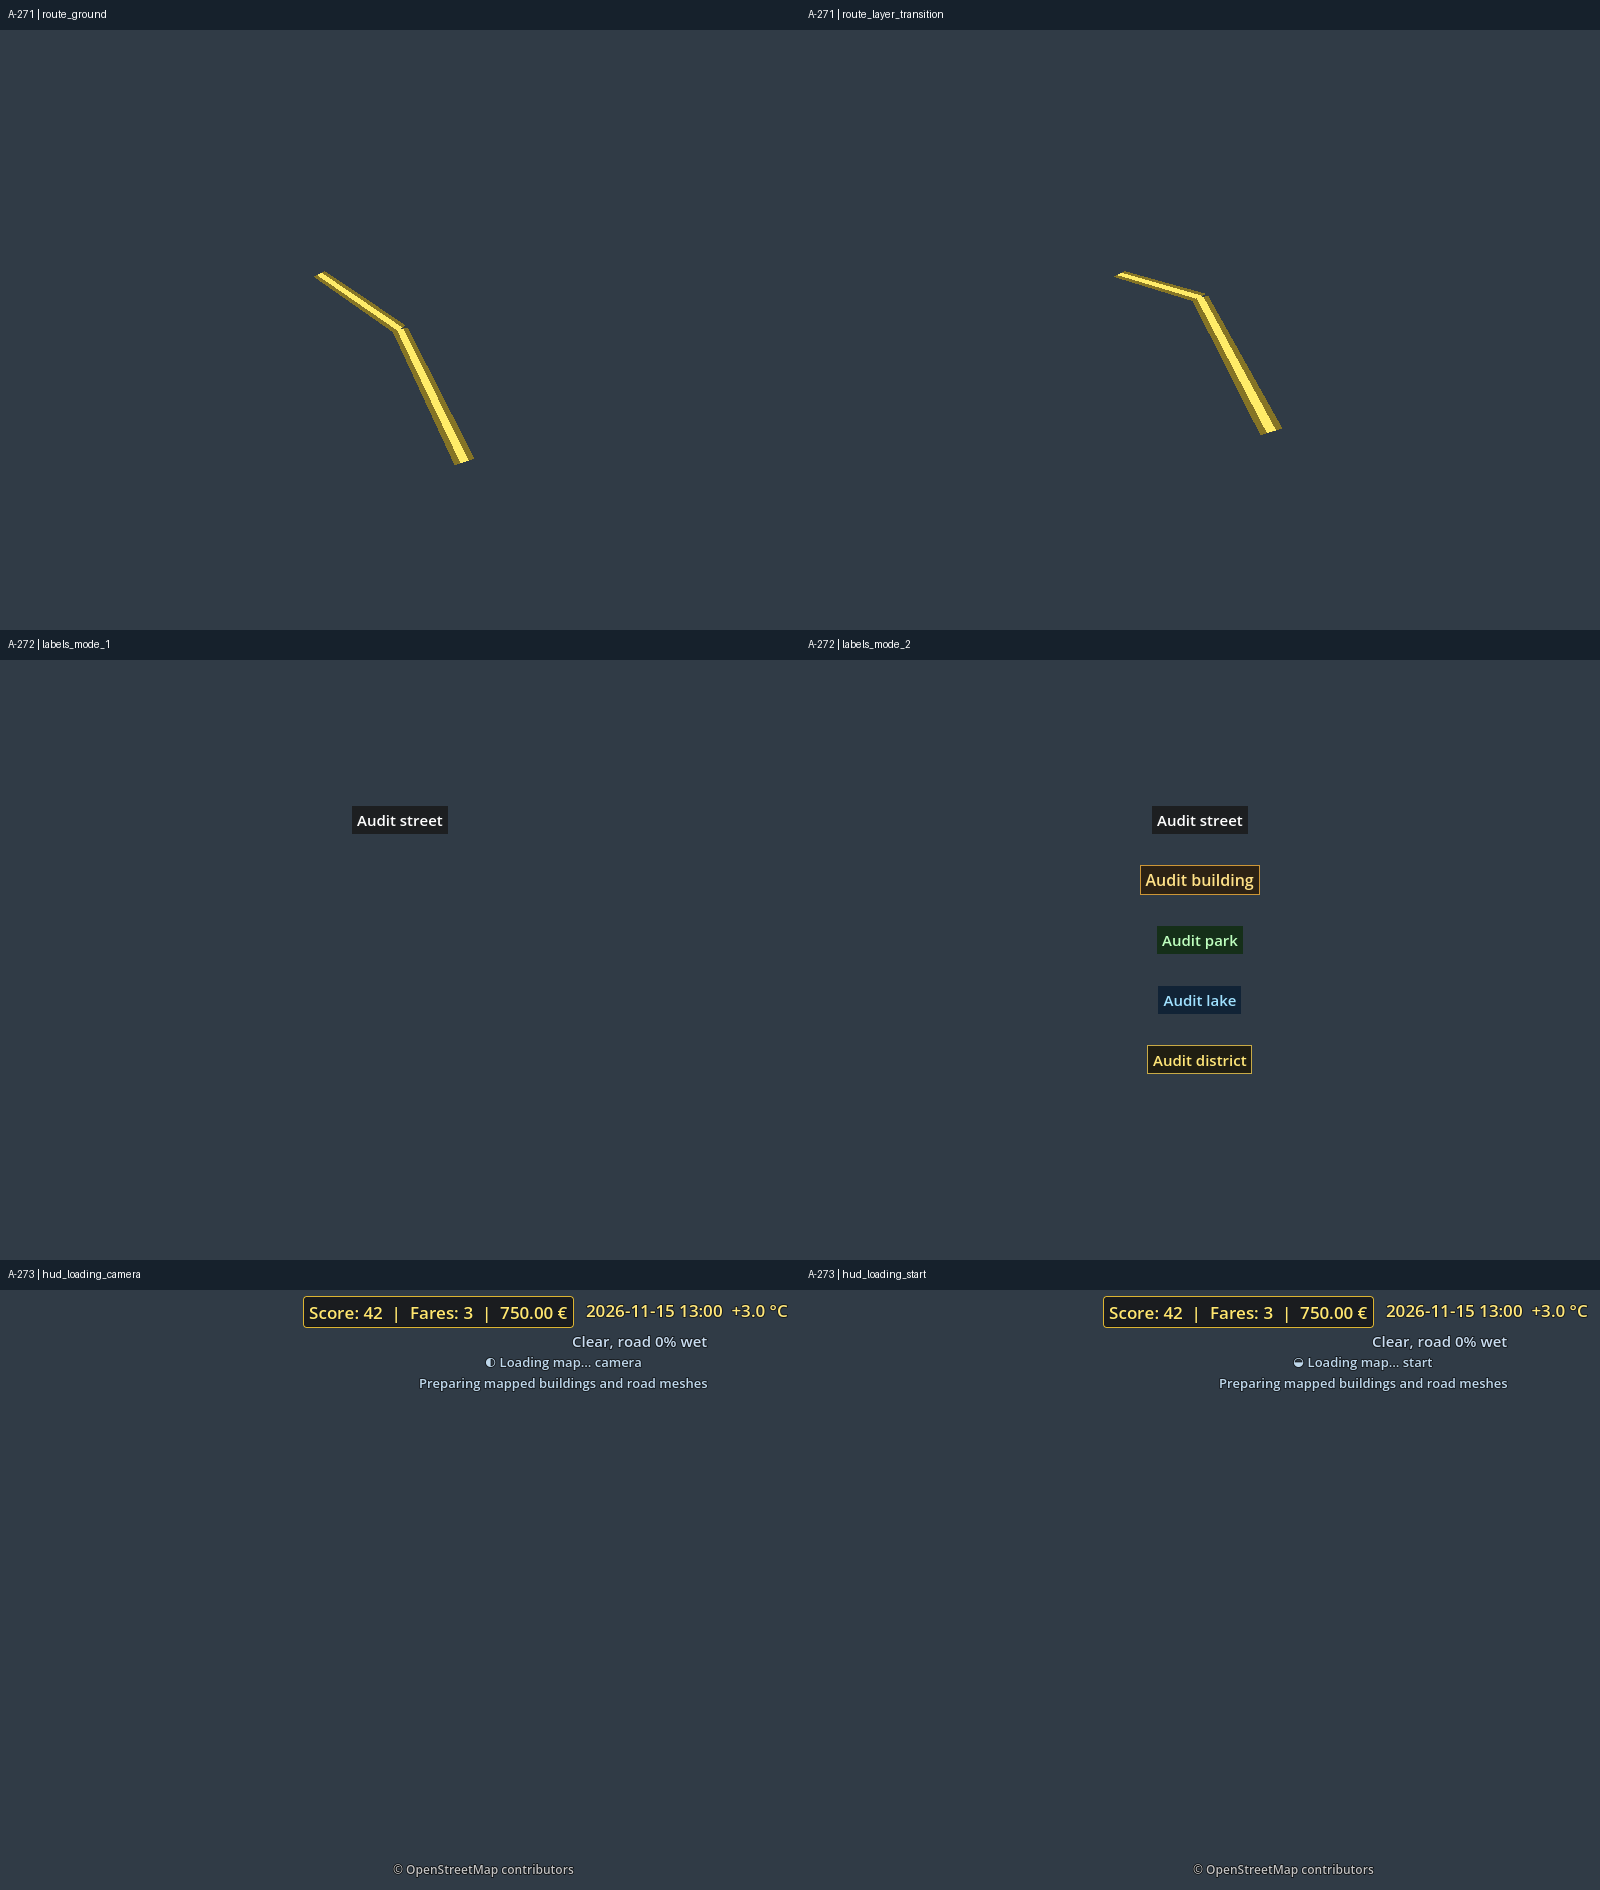 A-271 | route_ground
A-271 | route_layer_transition
A-272 | labels_mode_1
A-272 | labels_mode_2
Audit street
Audit street
Audit building
Audit park
Audit lake
Audit district
A-273 | hud_loading_camera
A-273 | hud_loading_start
Score: 42 | Fares: 3 | 750.00 €
2026-11-15 13:00 +3.0 °C
Clear, road 0% wet
◐ Loading map... camera
Preparing mapped buildings and road meshes
© OpenStreetMap contributors
Score: 42 | Fares: 3 | 750.00 €
2026-11-15 13:00 +3.0 °C
Clear, road 0% wet
◒ Loading map... start
Preparing mapped buildings and road meshes
© OpenStreetMap contributors